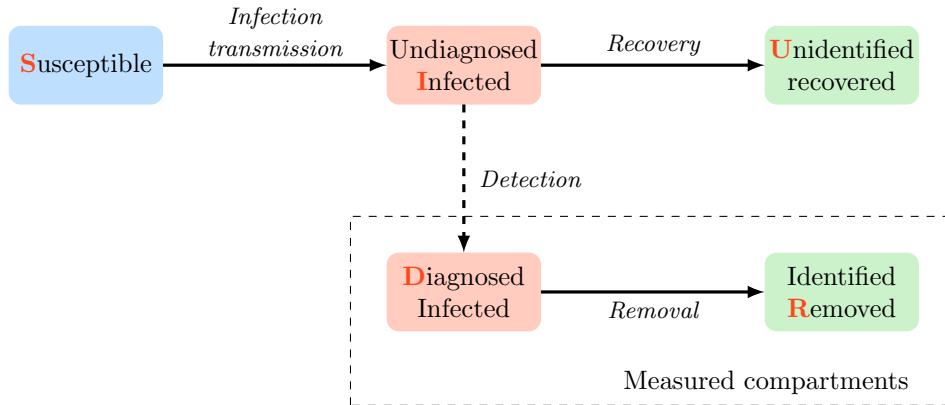 Infection
transmission
Susceptible
Undiagnosed
Infected
Recovery
Unidentified
recovered
Detection
Diagnosed
Infected
Removal
Identified
Removed
Measured compartments